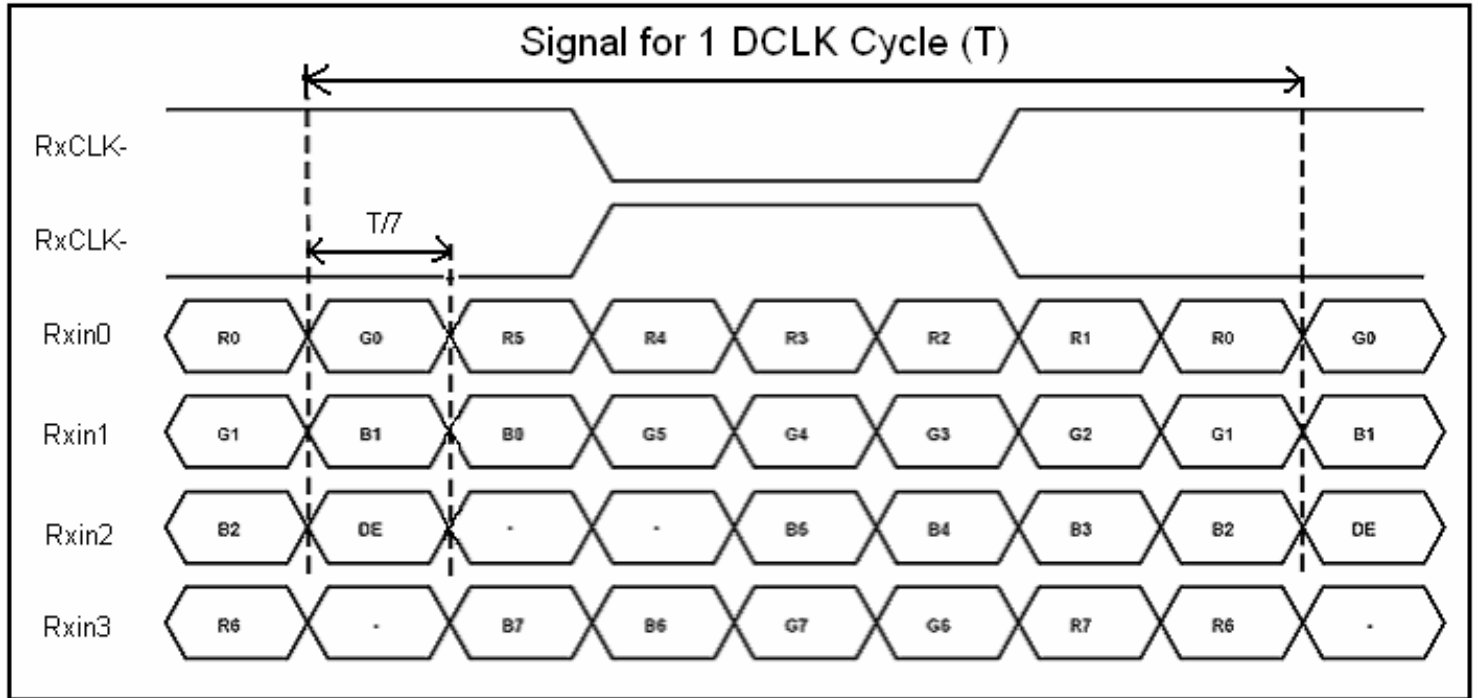 Signal for 1 DCLK Cycle (T)
RxCLK-
RxCLK-
T/7
Rxin0 R0 G0 R5 R4 R3 R2 R1 R0 G0
Rxin1 G1 B1 B0 G5 G4 G3 G2 G1 B1
Rxin2 B2 DE - - B5 B4 B3 B2 DE
Rxin3 R6 - B7 B6 G7 G6 R7 R6 -